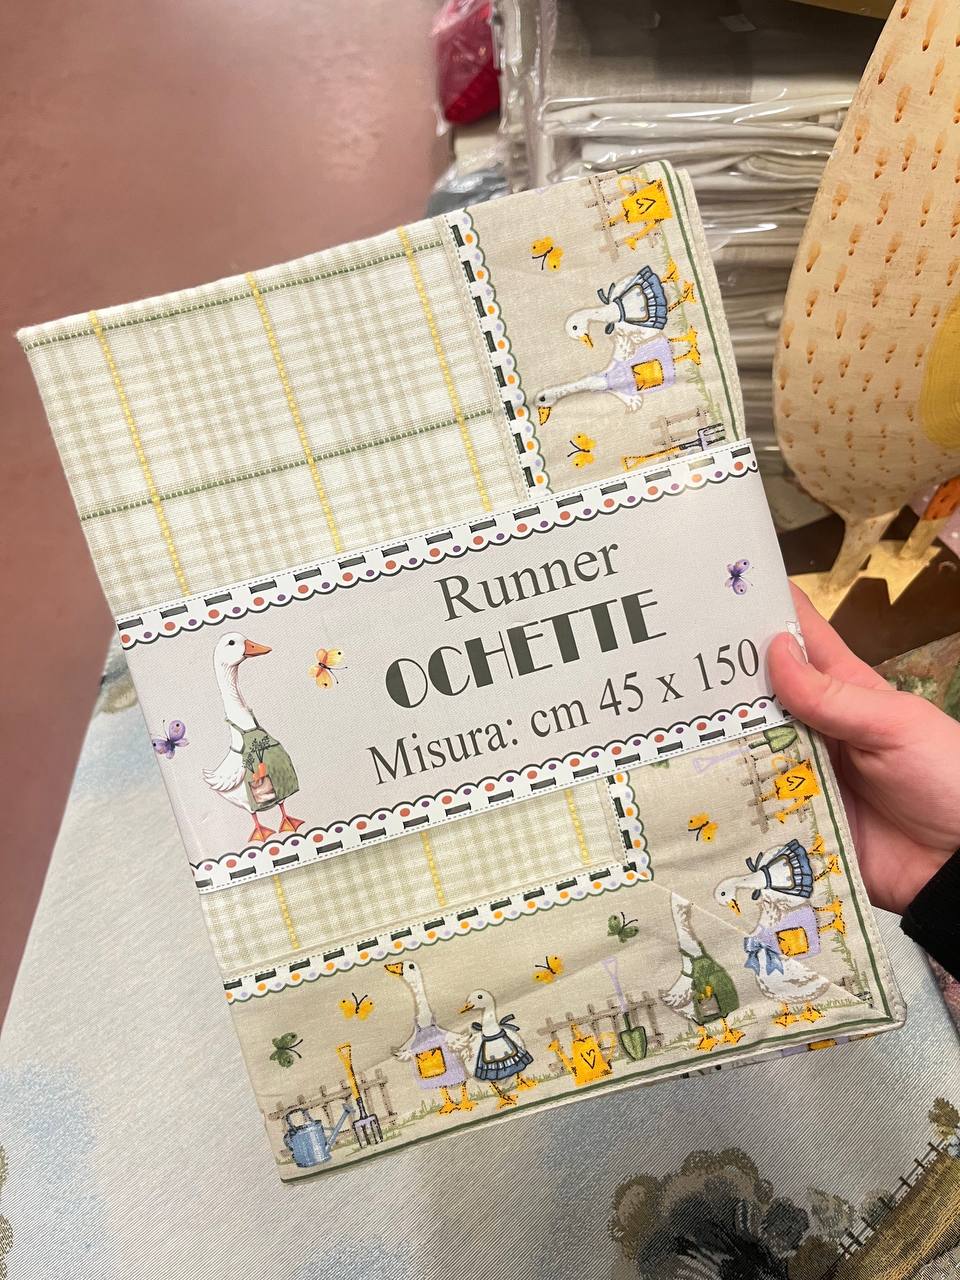 Runner
OCHETTE
Misura: cm 45 x 150